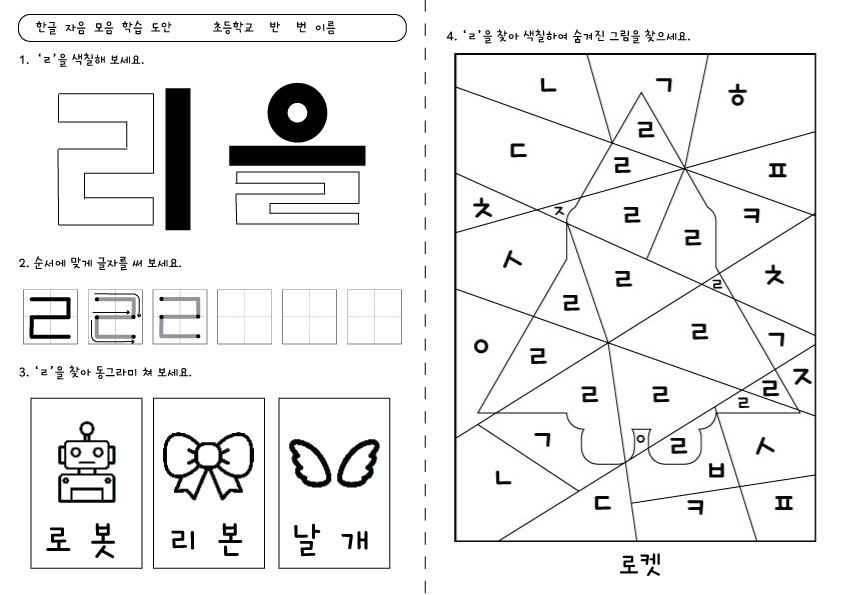 한글 자음 모음 학습 도안 초등학교 반 번 이름
1. 'ㄹ'을 색칠해 보세요.
리을
2. 순서에 맞게 글자를 써 보세요.
ㄹ ㄹ ㄹ
3. 'ㄹ'을 찾아 동그라미 쳐 보세요.
로봇 리본 날개
4. 'ㄹ'을 찾아 색칠하여 숨겨진 그림을 찾으세요.
ㄴ ㄱ ㅎ
ㄹ
ㄷ ㄹ ㅍ
ㅊ ㅈ ㄹ ㅋ
ㄹ
ㅅ ㄹ ㄹ ㅊ
ㄹ
ㅇ ㄹ ㄹ ㄱ
ㄹ ㄹ ㄹ ㄹ ㅈ
ㄱ ㅇ ㄹ ㅅ
ㄴ ㅂ
ㄷ ㅋ ㅍ
로켓